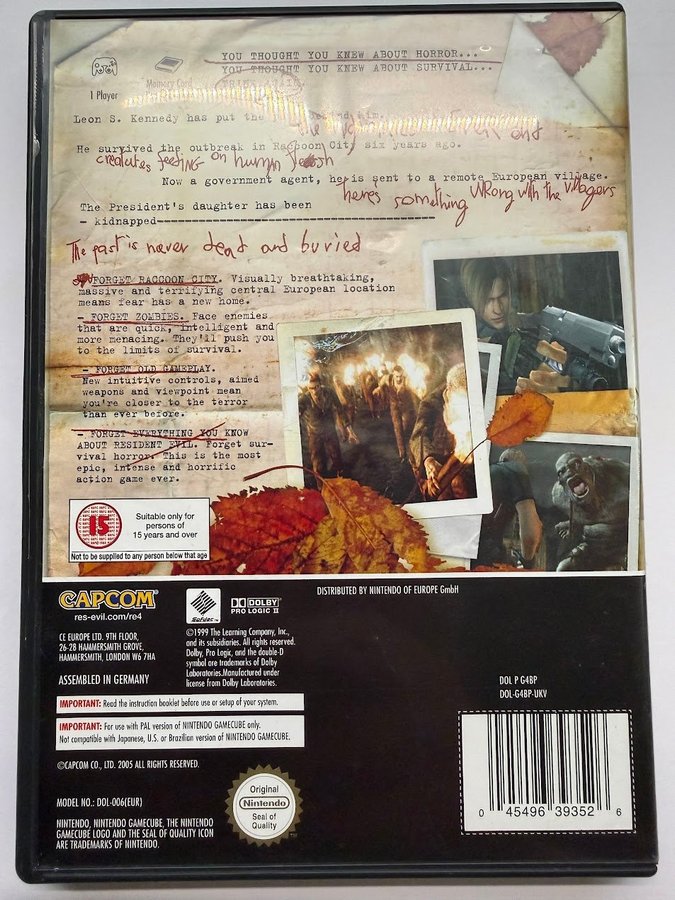 YOU THOUGHT YOU KNEW ABOUT HORROR...
YOU THOUGHT YOU KNEW ABOUT SURVIVAL...
1 Player
Memory Card
Leon S. Kennedy has put the
He survived the outbreak in Raccoon City six years ago.
creatures feeding on human flesh
Now a government agent, he is sent to a remote European village.
there's something wrong with the villagers
The President's daughter has been
- kidnapped
The past is never dead and buried
FORGET RACCOON CITY. Visually breathtaking,
massive and terrifying central European location
means fear has a new home.
- FORGET ZOMBIES. Face enemies
that are quick, intelligent and
more menacing. They'll push you
to the limits of survival.
- FORGET OLD GAMEPLAY.
New intuitive controls, aimed
weapons and viewpoint mean
you're closer to the terror
than ever before.
- FORGET EVERYTHING YOU KNOW
ABOUT RESIDENT EVIL. Forget sur-
vival horror. This is the most
epic, intense and horrific
action game ever.
15
Suitable only for
persons of
15 years and over
Not to be supplied to any person below that age
CAPCOM
res-evil.com/re4
CE EUROPE LTD. 9TH FLOOR,
26-28 HAMMERSMITH GROVE,
HAMMERSMITH, LONDON W6 7HA
ASSEMBLED IN GERMANY
Sofdec™
DOLBY
PRO LOGIC II
©1999 The Learning Company, Inc.,
and its subsidiaries. All rights reserved.
Dolby, Pro Logic, and the double-D
symbol are trademarks of Dolby
Laboratories.Manufactured under
license from Dolby Laboratories.
DISTRIBUTED BY NINTENDO OF EUROPE GmbH
IMPORTANT: Read the instruction booklet before use or setup of your system.
IMPORTANT: For use with PAL version of NINTENDO GAMECUBE only.
Not compatible with Japanese, U.S. or Brazilian version of NINTENDO GAMECUBE.
©CAPCOM CO., LTD. 2005 ALL RIGHTS RESERVED.
MODEL NO.: DOL-006(EUR)
NINTENDO, NINTENDO GAMECUBE, THE NINTENDO
GAMECUBE LOGO AND THE SEAL OF QUALITY ICON
ARE TRADEMARKS OF NINTENDO.
Original
Nintendo
Seal of
Quality
DOL P G4BP
DOL-G4BP-UKV
0 45496 39352 6